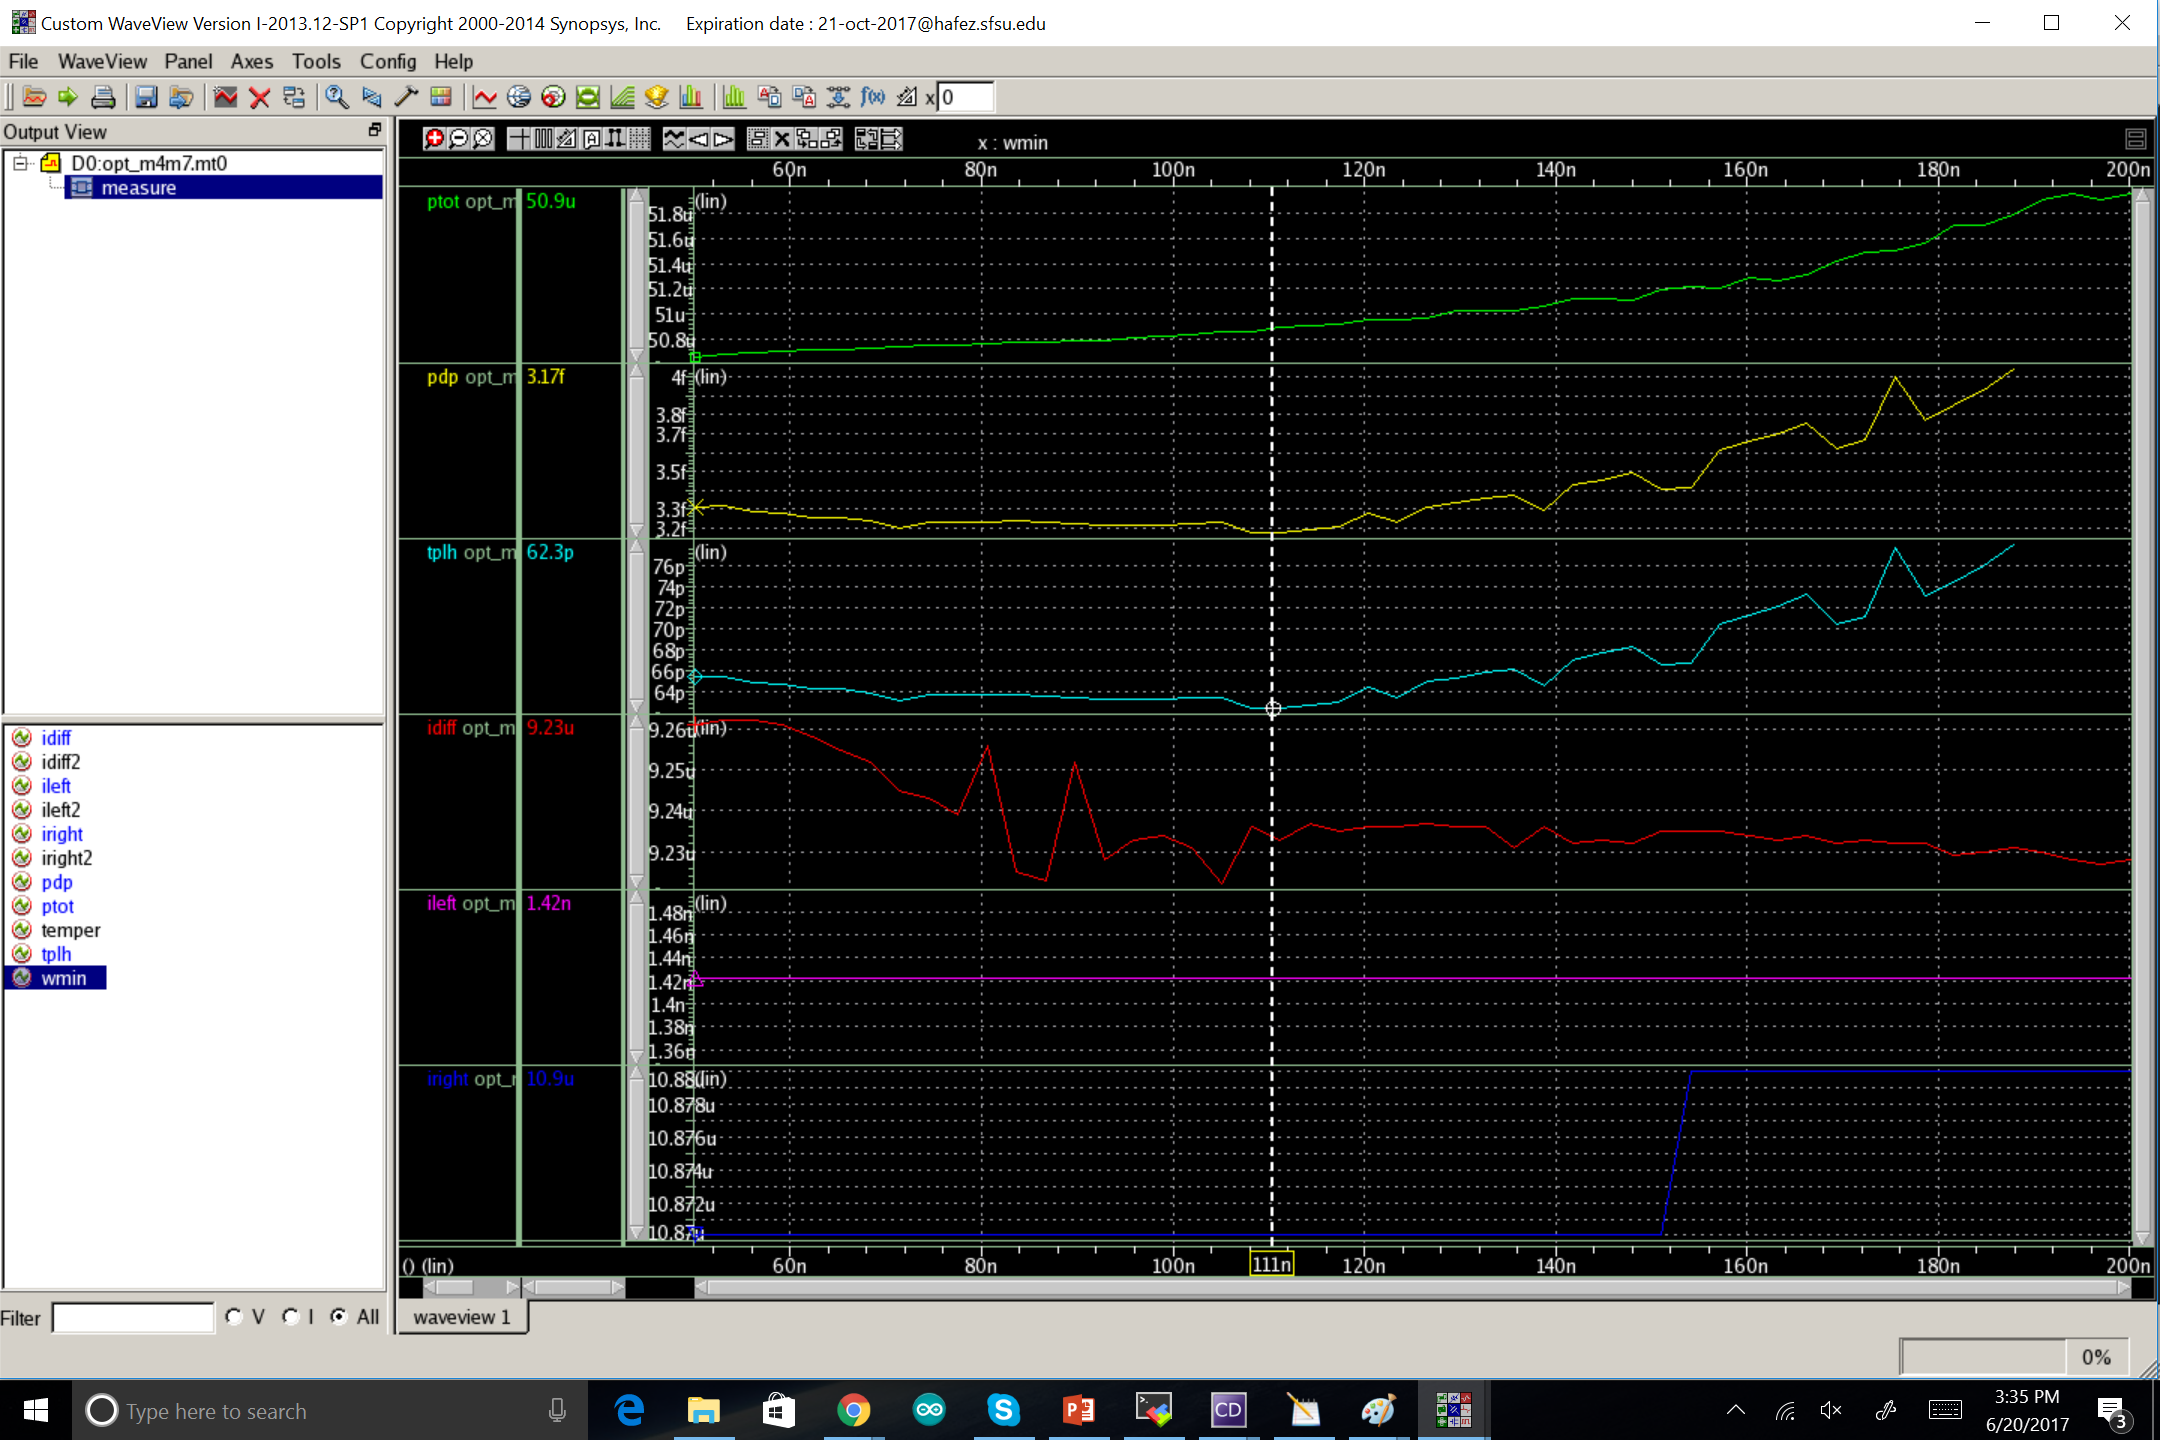 Custom WaveView Version I-2013.12-SP1 Copyright 2000-2014 Synopsys, Inc. Expiration date : 21-oct-2017@hafez.sfsu.edu
File WaveView Panel Axes Tools Config Help
f(x) x 0
Output View
D0:opt_m4m7.mt0
measure
x : wmin
60n 80n 100n 120n 140n 160n 180n 200n
ptot opt_m 50.9u (lin)
51.8u
51.6u
51.4u
51.2u
51u
50.8u
pdp opt_m 3.17f 4f (lin)
3.8f
3.7f
3.5f
3.3f
3.2f
tplh opt_m 62.3p (lin)
76p
74p
72p
70p
68p
66p
64p
idiff opt_m 9.23u 9.26u (lin)
9.25u
9.24u
9.23u
ileft opt_m 1.42n (lin)
1.48n
1.46n
1.44n
1.42n
1.4n
1.38n
1.36n
iright opt_r 10.9u 10.88 (lin)
10.878u
10.876u
10.874u
10.872u
10.87u
() (lin) 60n 80n 100n 111n 120n 140n 160n 180n 200n
idiff
idiff2
ileft
ileft2
iright
iright2
pdp
ptot
temper
tplh
wmin
Filter V I All
waveview 1
0%
Type here to search
CD
3:35 PM
6/20/2017
3